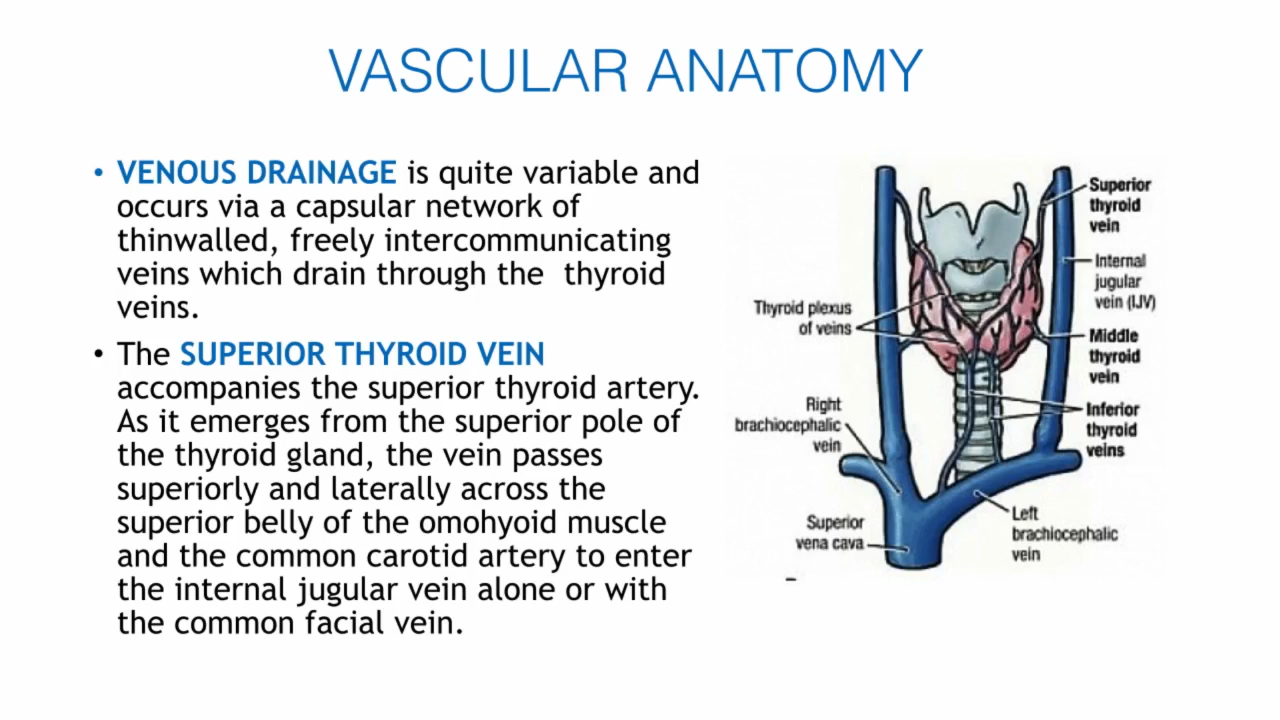 VASCULAR ANATOMY
• VENOUS DRAINAGE is quite variable and
occurs via a capsular network of
thinwalled, freely intercommunicating
veins which drain through the  thyroid
veins.
• The SUPERIOR THYROID VEIN
accompanies the superior thyroid artery.
As it emerges from the superior pole of
the thyroid gland, the vein passes
superiorly and laterally across the
superior belly of the omohyoid muscle
and the common carotid artery to enter
the internal jugular vein alone or with
the common facial vein.
Superior
thyroid
vein
Internal
jugular
vein (IJV)
Thyroid plexus
of veins
Middle
thyroid
vein
Right
brachiocephalic
vein
Inferior
thyroid
veins
Superior
vena cava
Left
brachiocephalic
vein